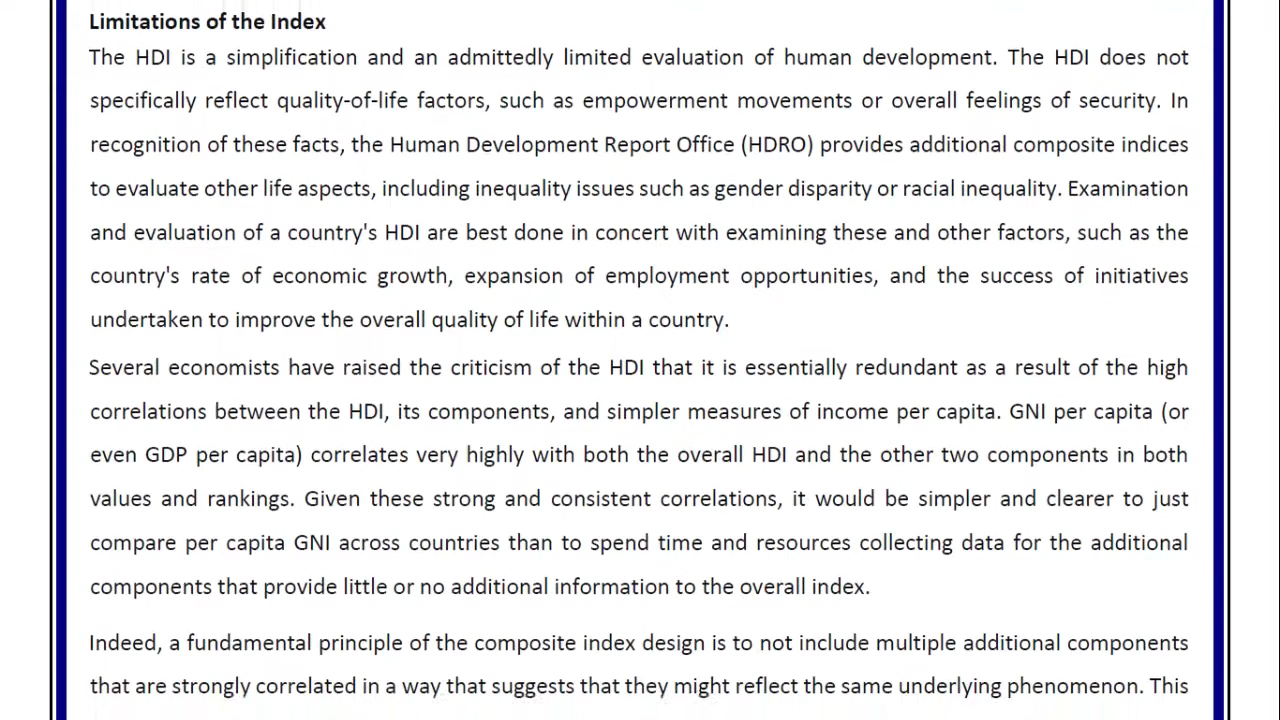 Limitations of the Index
The HDI is a simplification and an admittedly limited evaluation of human development. The HDI does not
specifically reflect quality-of-life factors, such as empowerment movements or overall feelings of security. In
recognition of these facts, the Human Development Report Office (HDRO) provides additional composite indices
to evaluate other life aspects, including inequality issues such as gender disparity or racial inequality. Examination
and evaluation of a country's HDI are best done in concert with examining these and other factors, such as the
country's rate of economic growth, expansion of employment opportunities, and the success of initiatives
undertaken to improve the overall quality of life within a country.
Several economists have raised the criticism of the HDI that it is essentially redundant as a result of the high
correlations between the HDI, its components, and simpler measures of income per capita. GNI per capita (or
even GDP per capita) correlates very highly with both the overall HDI and the other two components in both
values and rankings. Given these strong and consistent correlations, it would be simpler and clearer to just
compare per capita GNI across countries than to spend time and resources collecting data for the additional
components that provide little or no additional information to the overall index.
Indeed, a fundamental principle of the composite index design is to not include multiple additional components
that are strongly correlated in a way that suggests that they might reflect the same underlying phenomenon. This